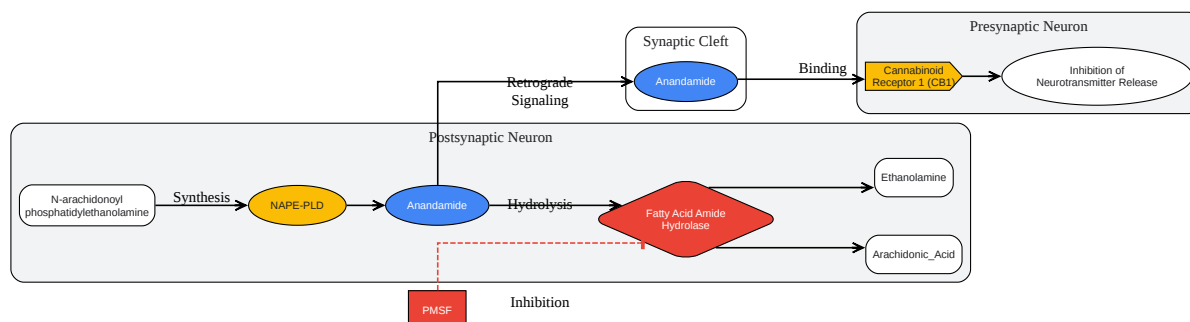 Presynaptic Neuron
Synaptic Cleft
Cannabinoid
Receptor 1 (CB1)
Inhibition of
Neurotransmitter Release
Binding
Anandamide
Retrograde
Signaling
Postsynaptic Neuron
N-arachidonoyl
phosphatidylethanolamine
Synthesis
NAPE-PLD
Anandamide
Hydrolysis
Fatty Acid Amide
Hydrolase
Ethanolamine
Arachidonic_Acid
PMSF
Inhibition